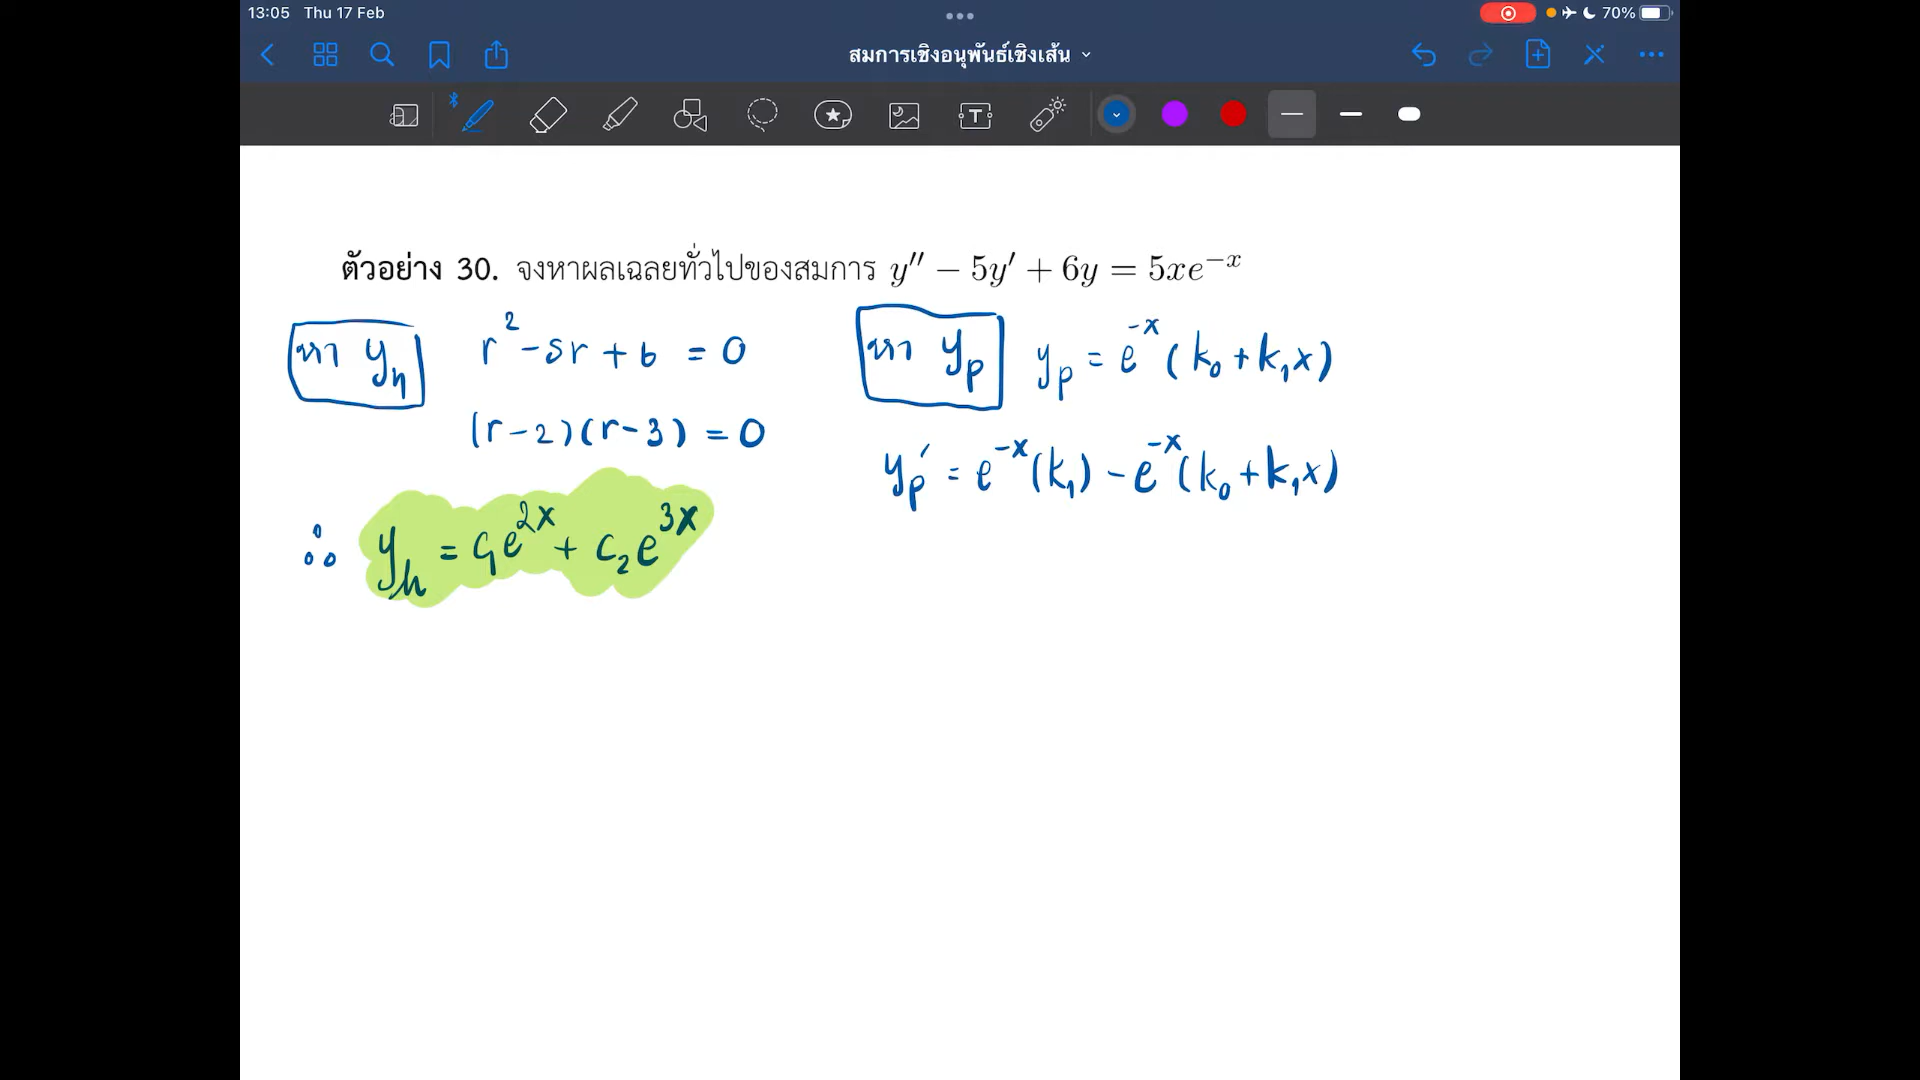 13:05 Thu 17 Feb
70%
สมการเชิงอนุพันธ์เชิงเส้น
T
ตัวอย่าง 30. จงหาผลเฉลยทั่วไปของสมการ y″ − 5y′ + 6y = 5xe⁻ˣ
หา y_h
r² - 5r + 6 = 0
(r - 2)(r - 3) = 0
∴ y_h = c₁e²ˣ + c₂e³ˣ
หา y_p
y_p = e⁻ˣ(k₀ + k₁x)
y_p′ = e⁻ˣ(k₁) - e⁻ˣ(k₀ + k₁x)